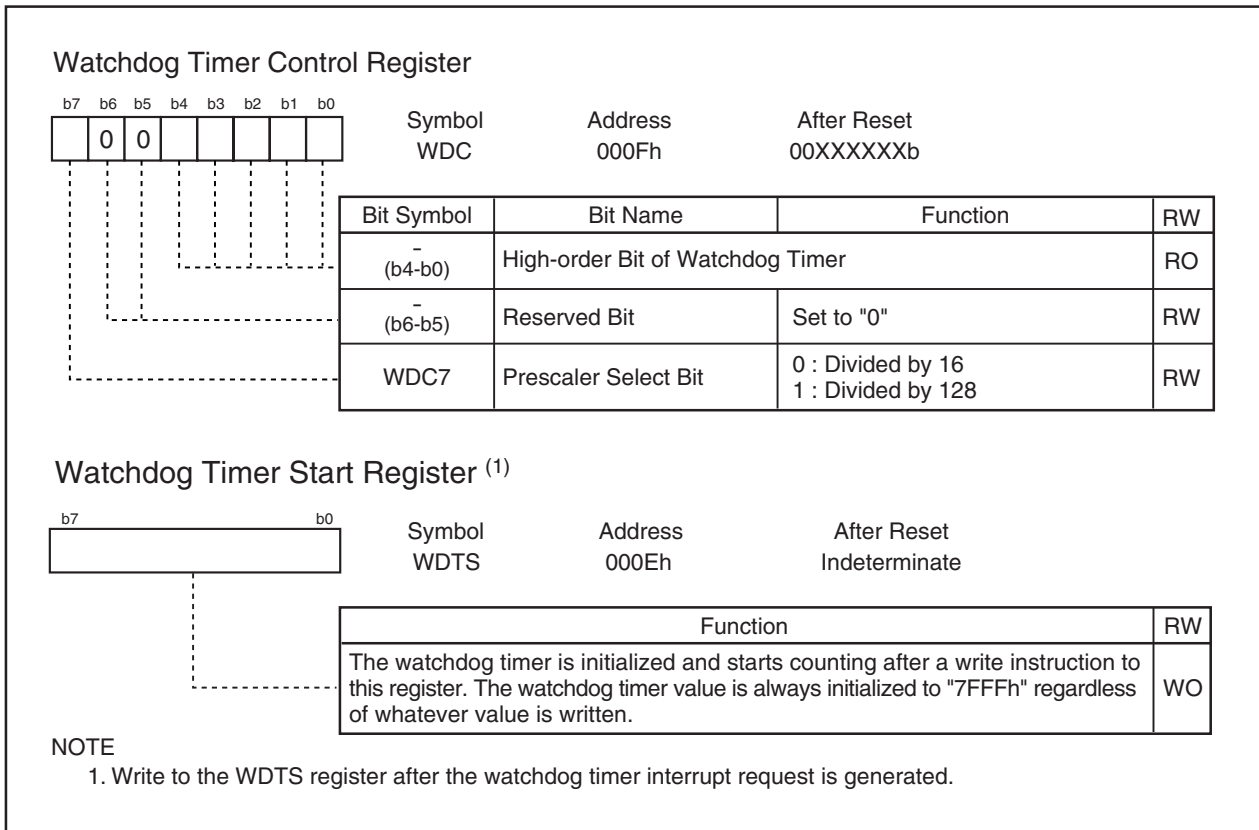 Watchdog Timer Control Register
b7 b6 b5 b4 b3 b2 b1 b0
0 0
Symbol Address After Reset
WDC 000Fh 00XXXXXXb
Bit Symbol Bit Name Function RW
–
(b4-b0) High-order Bit of Watchdog Timer RO
–
(b6-b5) Reserved Bit Set to "0" RW
WDC7 Prescaler Select Bit 0 : Divided by 16
1 : Divided by 128 RW
Watchdog Timer Start Register (1)
b7 b0
Symbol Address After Reset
WDTS 000Eh Indeterminate
Function RW
The watchdog timer is initialized and starts counting after a write instruction to
this register. The watchdog timer value is always initialized to "7FFFh" regardless
of whatever value is written. WO
NOTE
1. Write to the WDTS register after the watchdog timer interrupt request is generated.